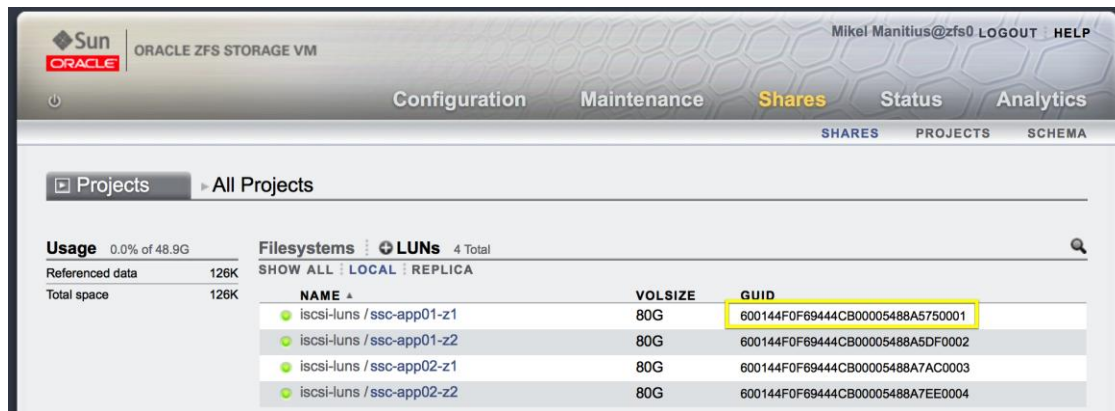 Sun
ORACLE
ORACLE ZFS STORAGE VM
Mikel Manitius@zfs0 LOGOUT HELP
Configuration Maintenance Shares Status Analytics
SHARES PROJECTS SCHEMA
Projects All Projects
Usage 0.0% of 48.9G
Referenced data 126K
Total space 126K
Filesystems LUNs 4 Total
SHOW ALL LOCAL REPLICA
NAME VOLSIZE GUID
iscsi-luns / ssc-app01-z1 80G 600144F0F69444CB00005488A5750001
iscsi-luns / ssc-app01-z2 80G 600144F0F69444CB00005488A5DF0002
iscsi-luns / ssc-app02-z1 80G 600144F0F69444CB00005488A7AC0003
iscsi-luns / ssc-app02-z2 80G 600144F0F69444CB00005488A7EE0004